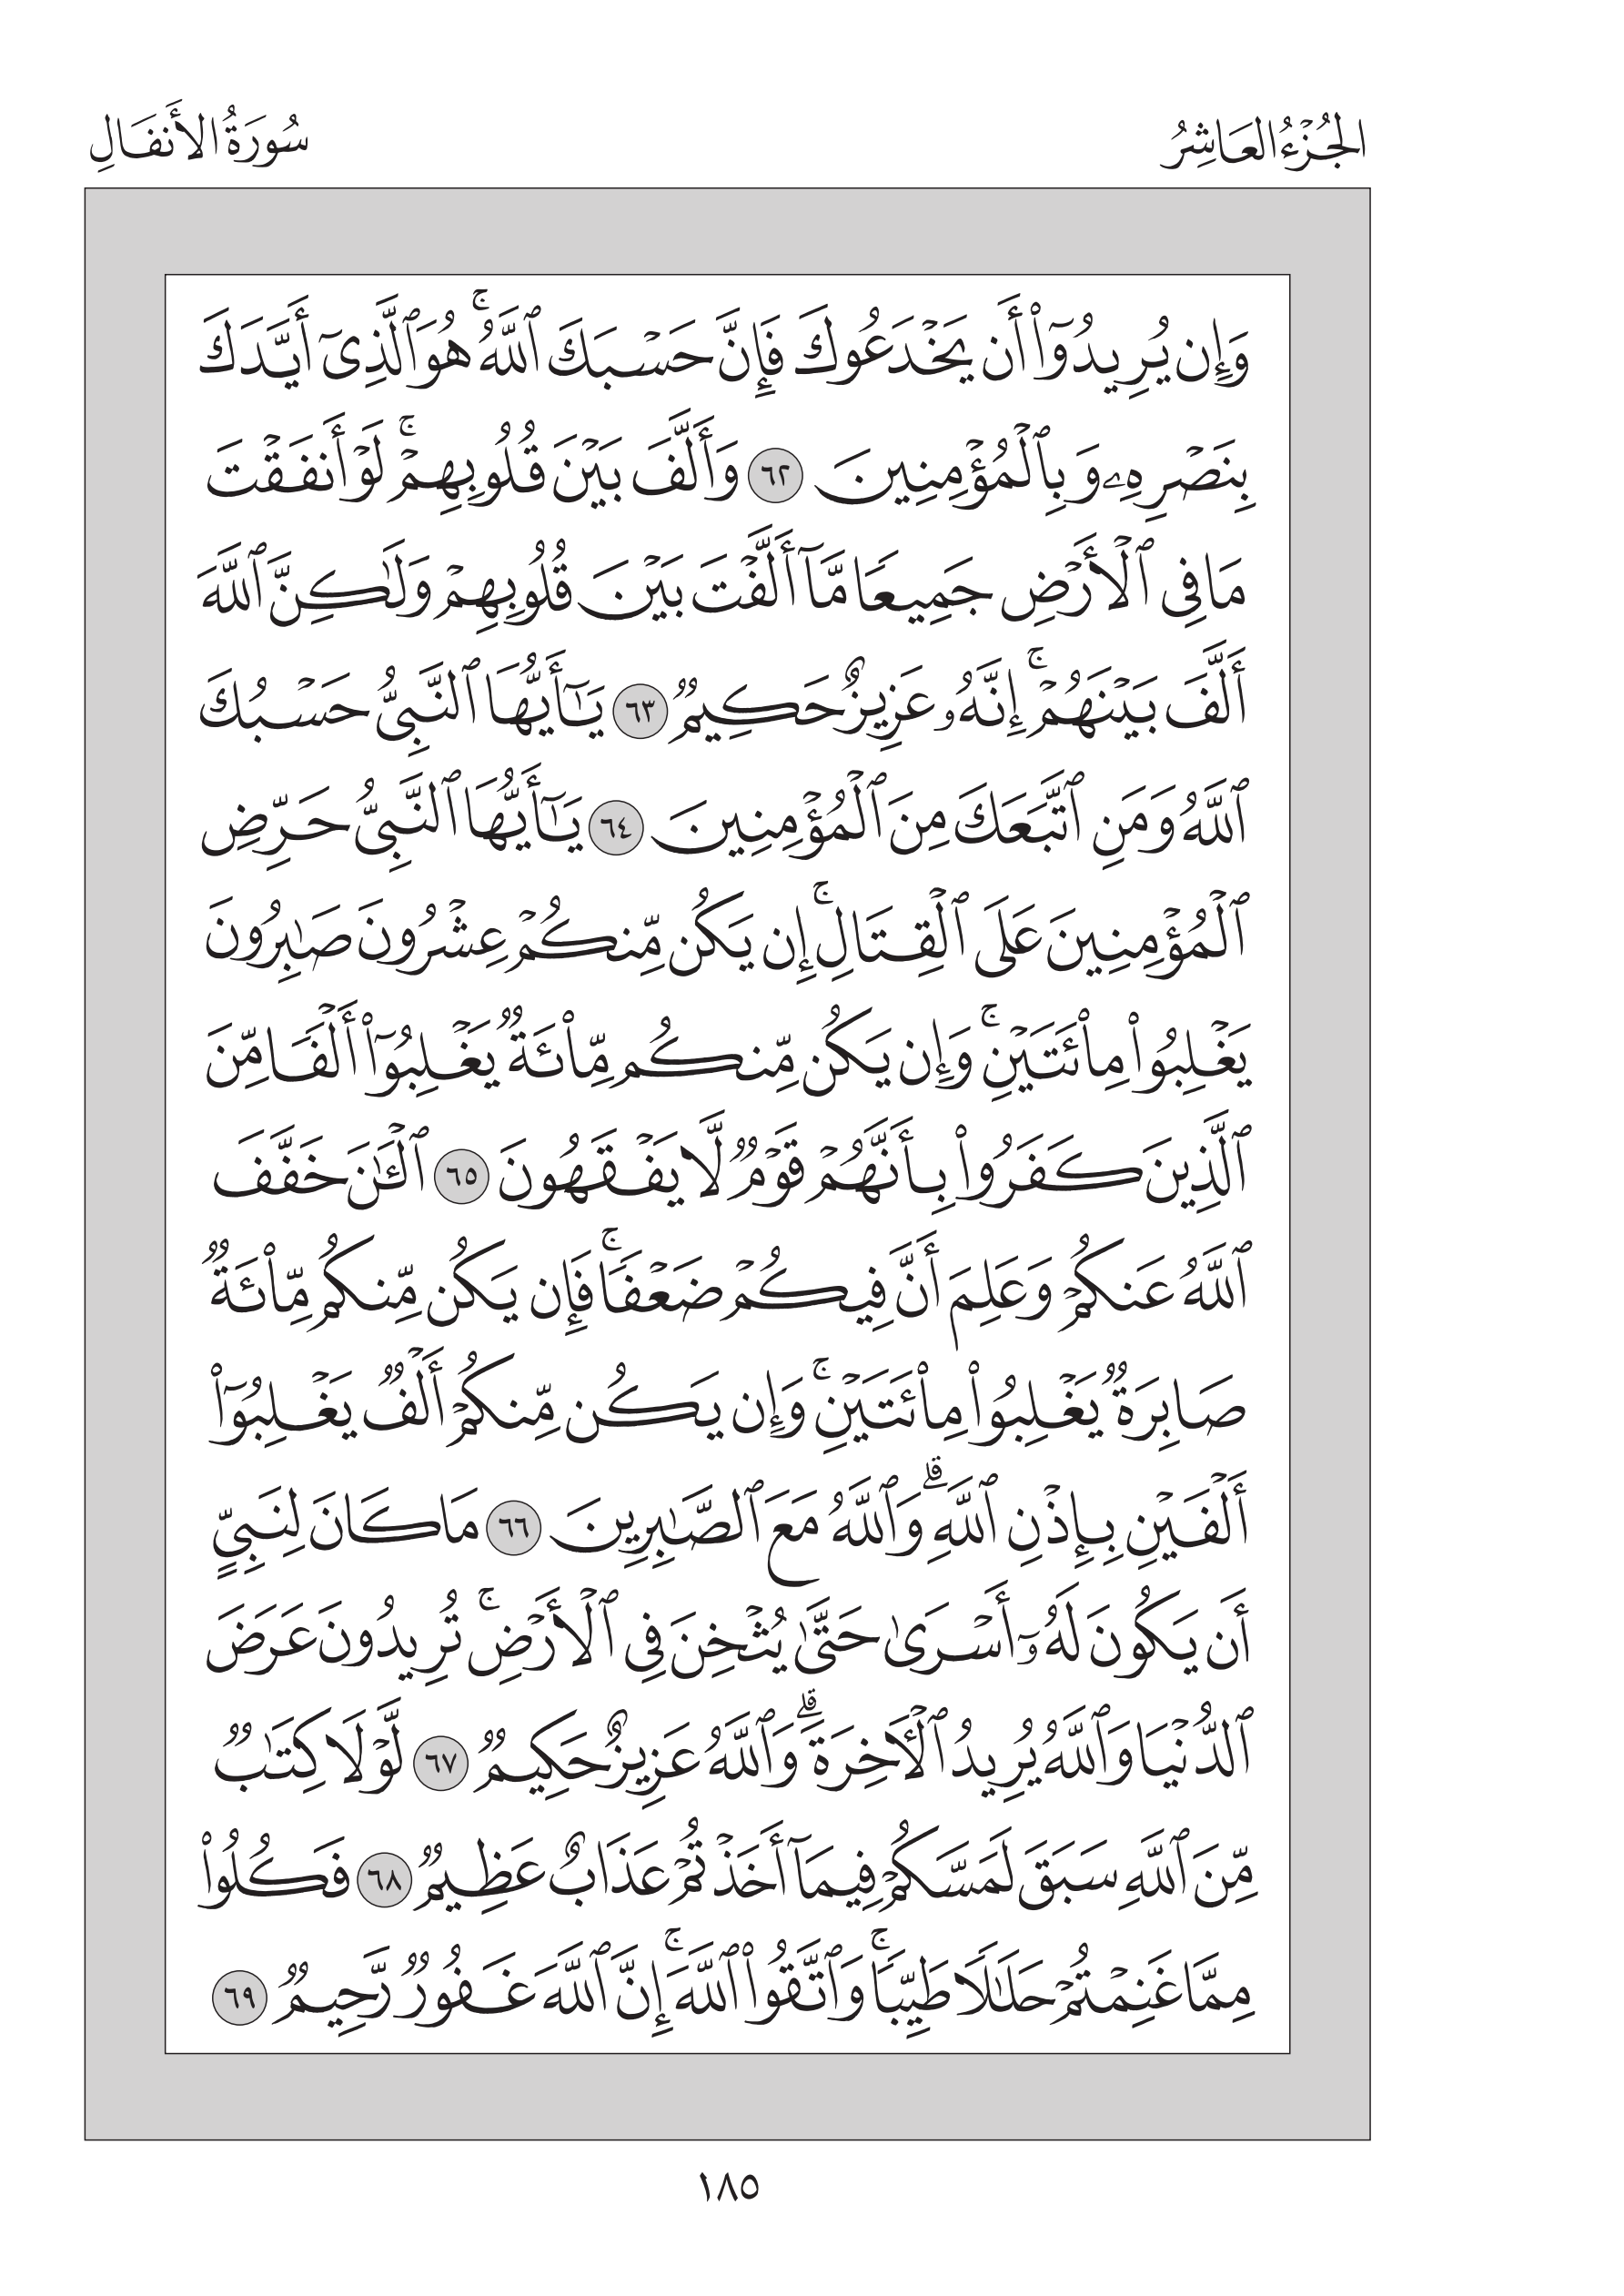 الجُزْءُ العَاشِرُ
سُورَةُ الأَنفَالِ
وَإِن يُرِيدُوٓاْ أَن يَخۡدَعُوكَ فَإِنَّ حَسۡبَكَ ٱللَّهُۚ هُوَ ٱلَّذِىٓ أَيَّدَكَ
بِنَصۡرِهِۦ وَبِٱلۡمُؤۡمِنِينَ ٦٢ وَأَلَّفَ بَيۡنَ قُلُوبِهِمۡۚ لَوۡ أَنفَقۡتَ
مَا فِى ٱلۡأَرۡضِ جَمِيعٗا مَّآ أَلَّفۡتَ بَيۡنَ قُلُوبِهِمۡ وَلَٰكِنَّ ٱللَّهَ
أَلَّفَ بَيۡنَهُمۡۚ إِنَّهُۥ عَزِيزٌ حَكِيمٞ ٦٣ يَٰٓأَيُّهَا ٱلنَّبِىُّ حَسۡبُكَ
ٱللَّهُ وَمَنِ ٱتَّبَعَكَ مِنَ ٱلۡمُؤۡمِنِينَ ٦٤ يَٰٓأَيُّهَا ٱلنَّبِىُّ حَرِّضِ
ٱلۡمُؤۡمِنِينَ عَلَى ٱلۡقِتَالِۚ إِن يَكُن مِّنكُمۡ عِشۡرُونَ صَٰبِرُونَ
يَغۡلِبُواْ مِاْئَتَيۡنِۚ وَإِن يَكُن مِّنكُم مِّاْئَةٞ يَغۡلِبُوٓاْ أَلۡفٗا مِّنَ
ٱلَّذِينَ كَفَرُواْ بِأَنَّهُمۡ قَوۡمٞ لَّا يَفۡقَهُونَ ٦٥ ٱلۡـَٰٔنَ خَفَّفَ
ٱللَّهُ عَنكُمۡ وَعَلِمَ أَنَّ فِيكُمۡ ضَعۡفٗاۚ فَإِن يَكُن مِّنكُم مِّاْئَةٞ
صَابِرَةٞ يَغۡلِبُواْ مِاْئَتَيۡنِۚ وَإِن يَكُن مِّنكُمۡ أَلۡفٞ يَغۡلِبُوٓاْ
أَلۡفَيۡنِ بِإِذۡنِ ٱللَّهِۗ وَٱللَّهُ مَعَ ٱلصَّٰبِرِينَ ٦٦ مَا كَانَ لِنَبِىٍّ
أَن يَكُونَ لَهُۥٓ أَسۡرَىٰ حَتَّىٰ يُثۡخِنَ فِى ٱلۡأَرۡضِۚ تُرِيدُونَ عَرَضَ
ٱلدُّنۡيَا وَٱللَّهُ يُرِيدُ ٱلۡأٓخِرَةَۗ وَٱللَّهُ عَزِيزٌ حَكِيمٞ ٦٧ لَّوۡلَا كِتَٰبٞ
مِّنَ ٱللَّهِ سَبَقَ لَمَسَّكُمۡ فِيمَآ أَخَذۡتُمۡ عَذَابٌ عَظِيمٞ ٦٨ فَكُلُواْ
مِمَّا غَنِمۡتُمۡ حَلَٰلٗا طَيِّبٗاۚ وَٱتَّقُواْ ٱللَّهَۚ إِنَّ ٱللَّهَ غَفُورٞ رَّحِيمٞ ٦٩
١٨٥